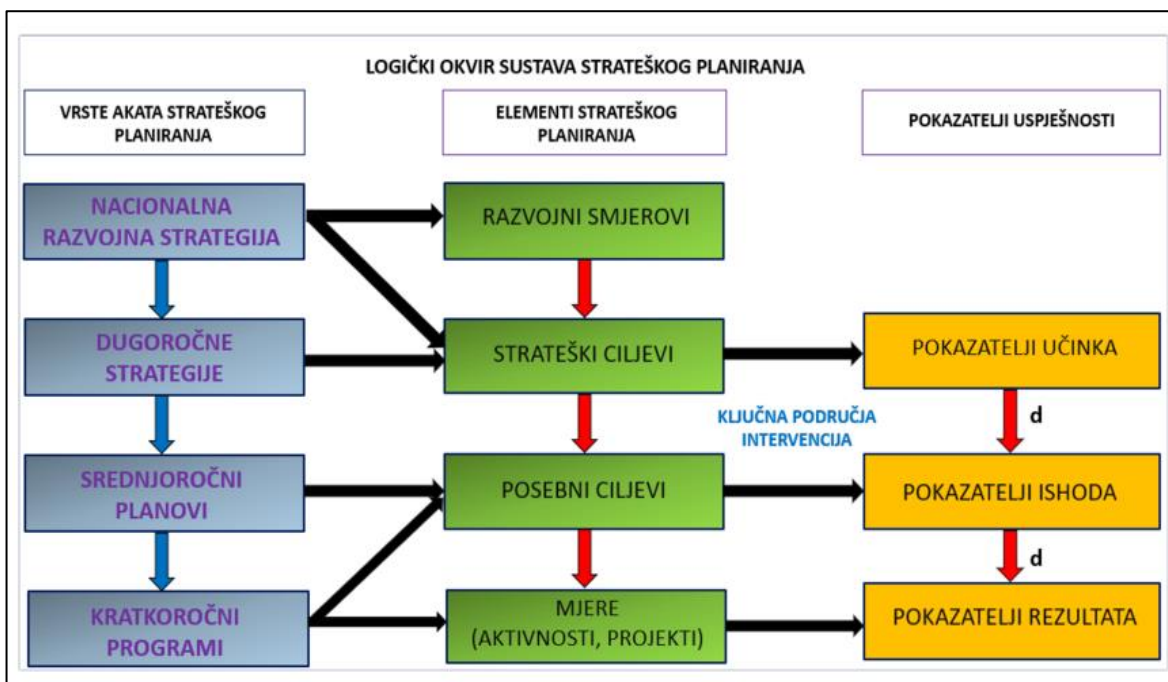 LOGIČKI OKVIR SUSTAVA STRATEŠKOG PLANIRANJA
VRSTE AKATA STRATEŠKOG
PLANIRANJA
ELEMENTI STRATEŠKOG
PLANIRANJA
POKAZATELJI USPJEŠNOSTI
NACIONALNA
RAZVOJNA STRATEGIJA
RAZVOJNI SMJEROVI
DUGOROČNE
STRATEGIJE
STRATEŠKI CILJEVI
POKAZATELJI UČINKA
KLJUČNA PODRUČJA
INTERVENCIJA
d
SREDNJOROČNI
PLANOVI
POSEBNI CILJEVI
POKAZATELJI ISHODA
d
KRATKOROČNI
PROGRAMI
MJERE
(AKTIVNOSTI, PROJEKTI)
POKAZATELJI REZULTATA